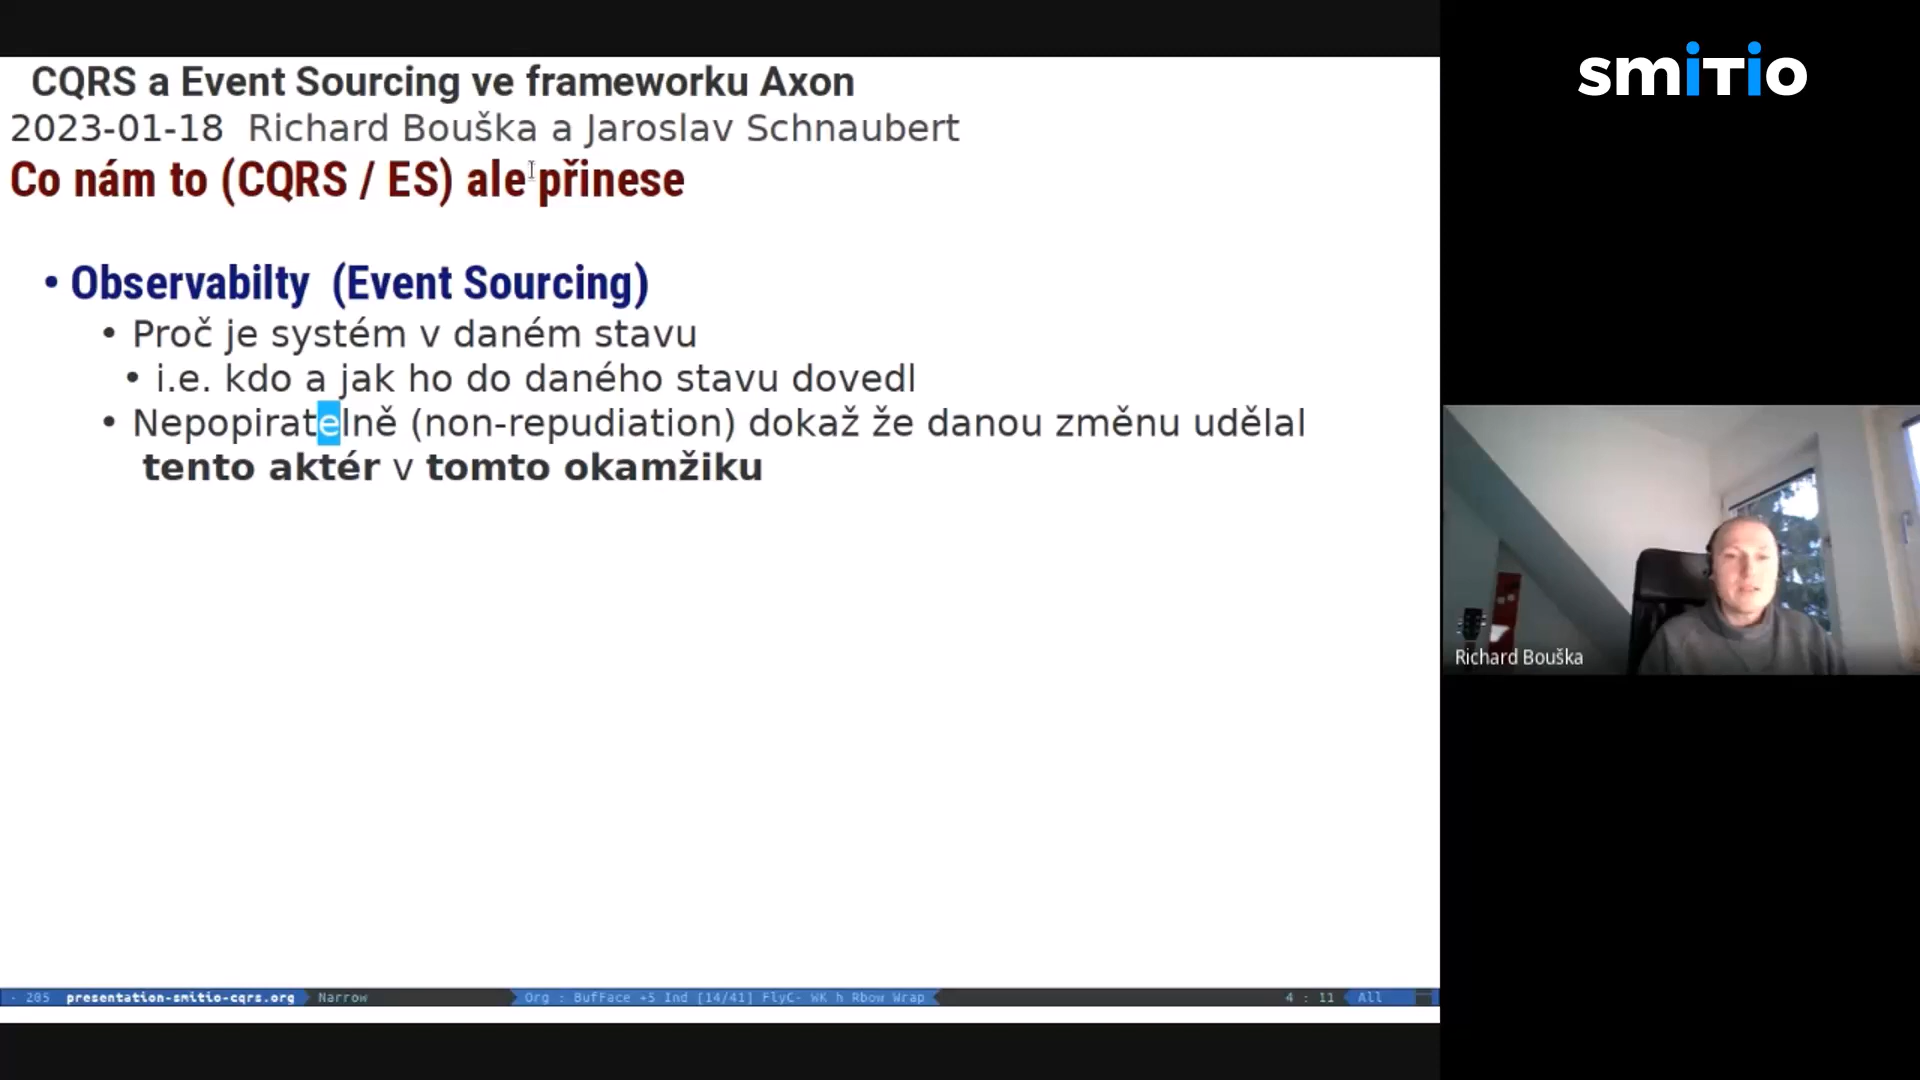 CQRS a Event Sourcing ve frameworku Axon
2023-01-18 Richard Bouška a Jaroslav Schnaubert
Co nám to (CQRS / ES) ale přinese
• Observabilty (Event Sourcing)
• Proč je systém v daném stavu
• i.e. kdo a jak ho do daného stavu dovedl
• Nepopiratelně (non-repudiation) dokaž že danou změnu udělal
tento aktér v tomto okamžiku
- 285 presentation-smitio-cqrs.org Narrow Org : BufFace +5 Ind [14/41] FlyC- WK h Rbow Wrap 4 : 11 All
smiTio
Richard Bouška